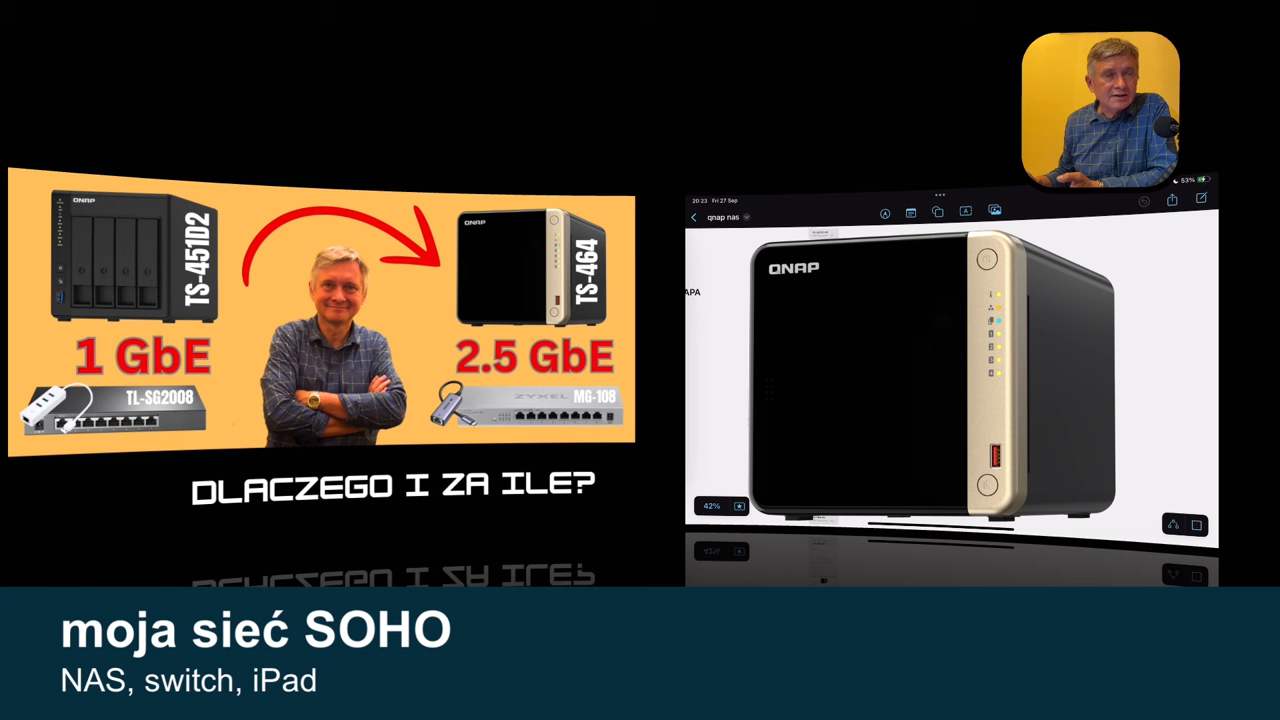 QNAP
TS-451D2
QNAP
TS-464
1 GbE
2.5 GbE
TL-SG2008
ZYXEL
MG-108
DLACZEGO I ZA ILE?
20:23 Fri 27 Sep
53%
qnap nas
APA
QNAP
42%
moja sieć SOHO
NAS, switch, iPad